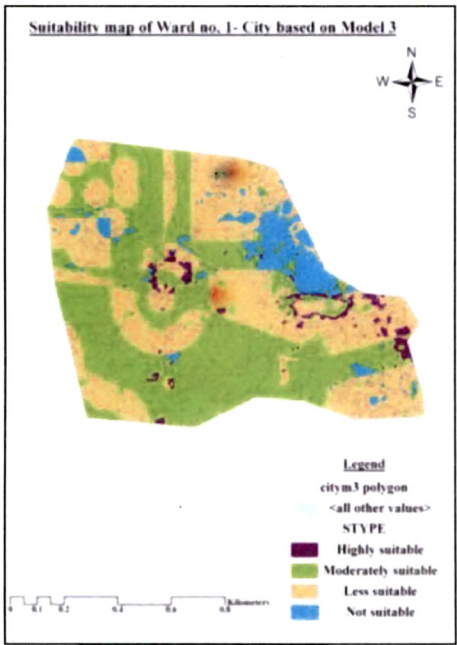 Suitability map of Ward no. 1- City based on Model 3
N
W E
S
Legend
citym3 polygon
<all other values>
STYPE
Highly suitable
Moderately suitable
Less suitable
Not suitable
Kilometers
0 0.1 0.2 0.4 0.6 0.8